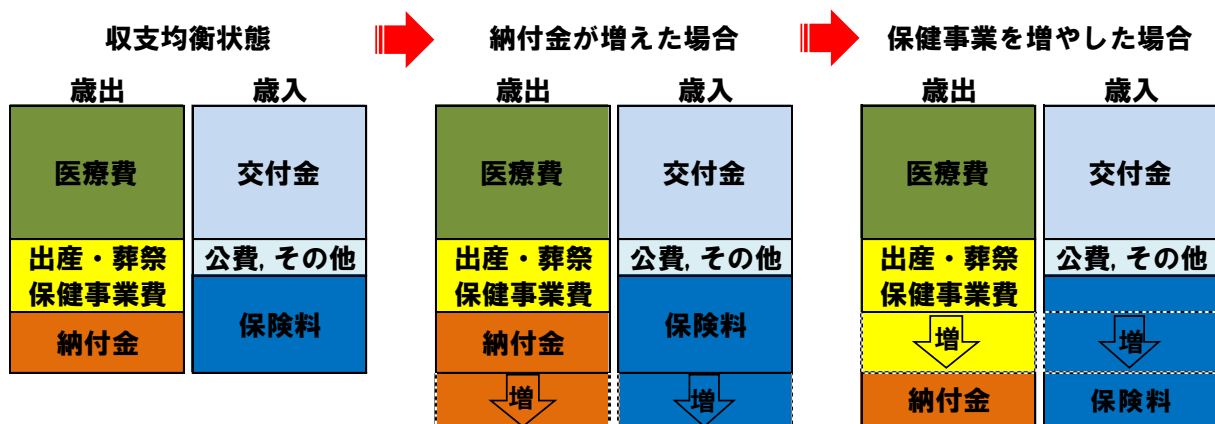 収支均衡状態
歳出
歳入
医療費
交付金
出産・葬祭
保健事業費
公費, その他
納付金
保険料
納付金が増えた場合
歳出
歳入
医療費
交付金
出産・葬祭
保健事業費
公費, その他
納付金
保険料
増
増
保健事業を増やした場合
歳出
歳入
医療費
交付金
出産・葬祭
保健事業費
公費, その他
増
増
納付金
保険料